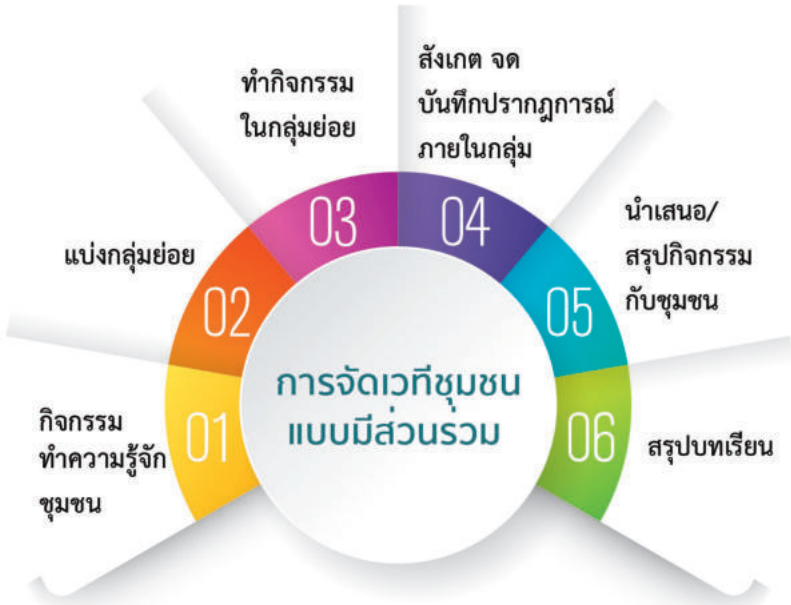 การจัดเวทีชุมชน
แบบมีส่วนร่วม
01
กิจกรรม
ทำความรู้จัก
ชุมชน
02
แบ่งกลุ่มย่อย
03
ทำกิจกรรม
ในกลุ่มย่อย
04
สังเกต จด
บันทึกปรากฏการณ์
ภายในกลุ่ม
05
นำเสนอ/
สรุปกิจกรรม
กับชุมชน
06
สรุปบทเรียน